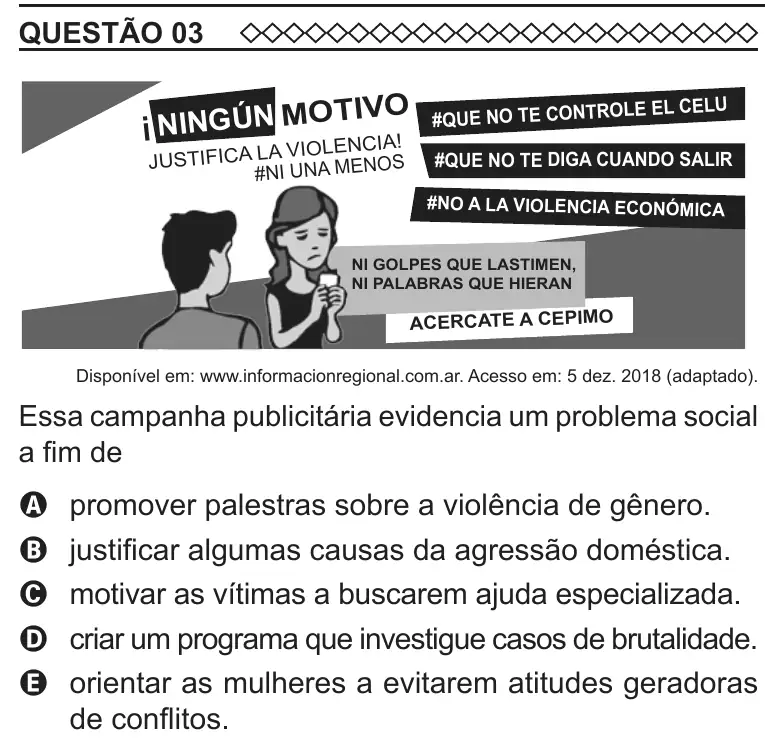 QUESTÃO 03
¡NINGÚN MOTIVO
JUSTIFICA LA VIOLENCIA!
#NI UNA MENOS
#QUE NO TE CONTROLE EL CELU
#QUE NO TE DIGA CUANDO SALIR
#NO A LA VIOLENCIA ECONÓMICA
NI GOLPES QUE LASTIMEN,
NI PALABRAS QUE HIERAN
ACERCATE A CEPIMO
Disponível em: www.informacionregional.com.ar. Acesso em: 5 dez. 2018 (adaptado).
Essa campanha publicitária evidencia um problema social
a fim de
A promover palestras sobre a violência de gênero.
B justificar algumas causas da agressão doméstica.
C motivar as vítimas a buscarem ajuda especializada.
D criar um programa que investigue casos de brutalidade.
E orientar as mulheres a evitarem atitudes geradoras
de conflitos.